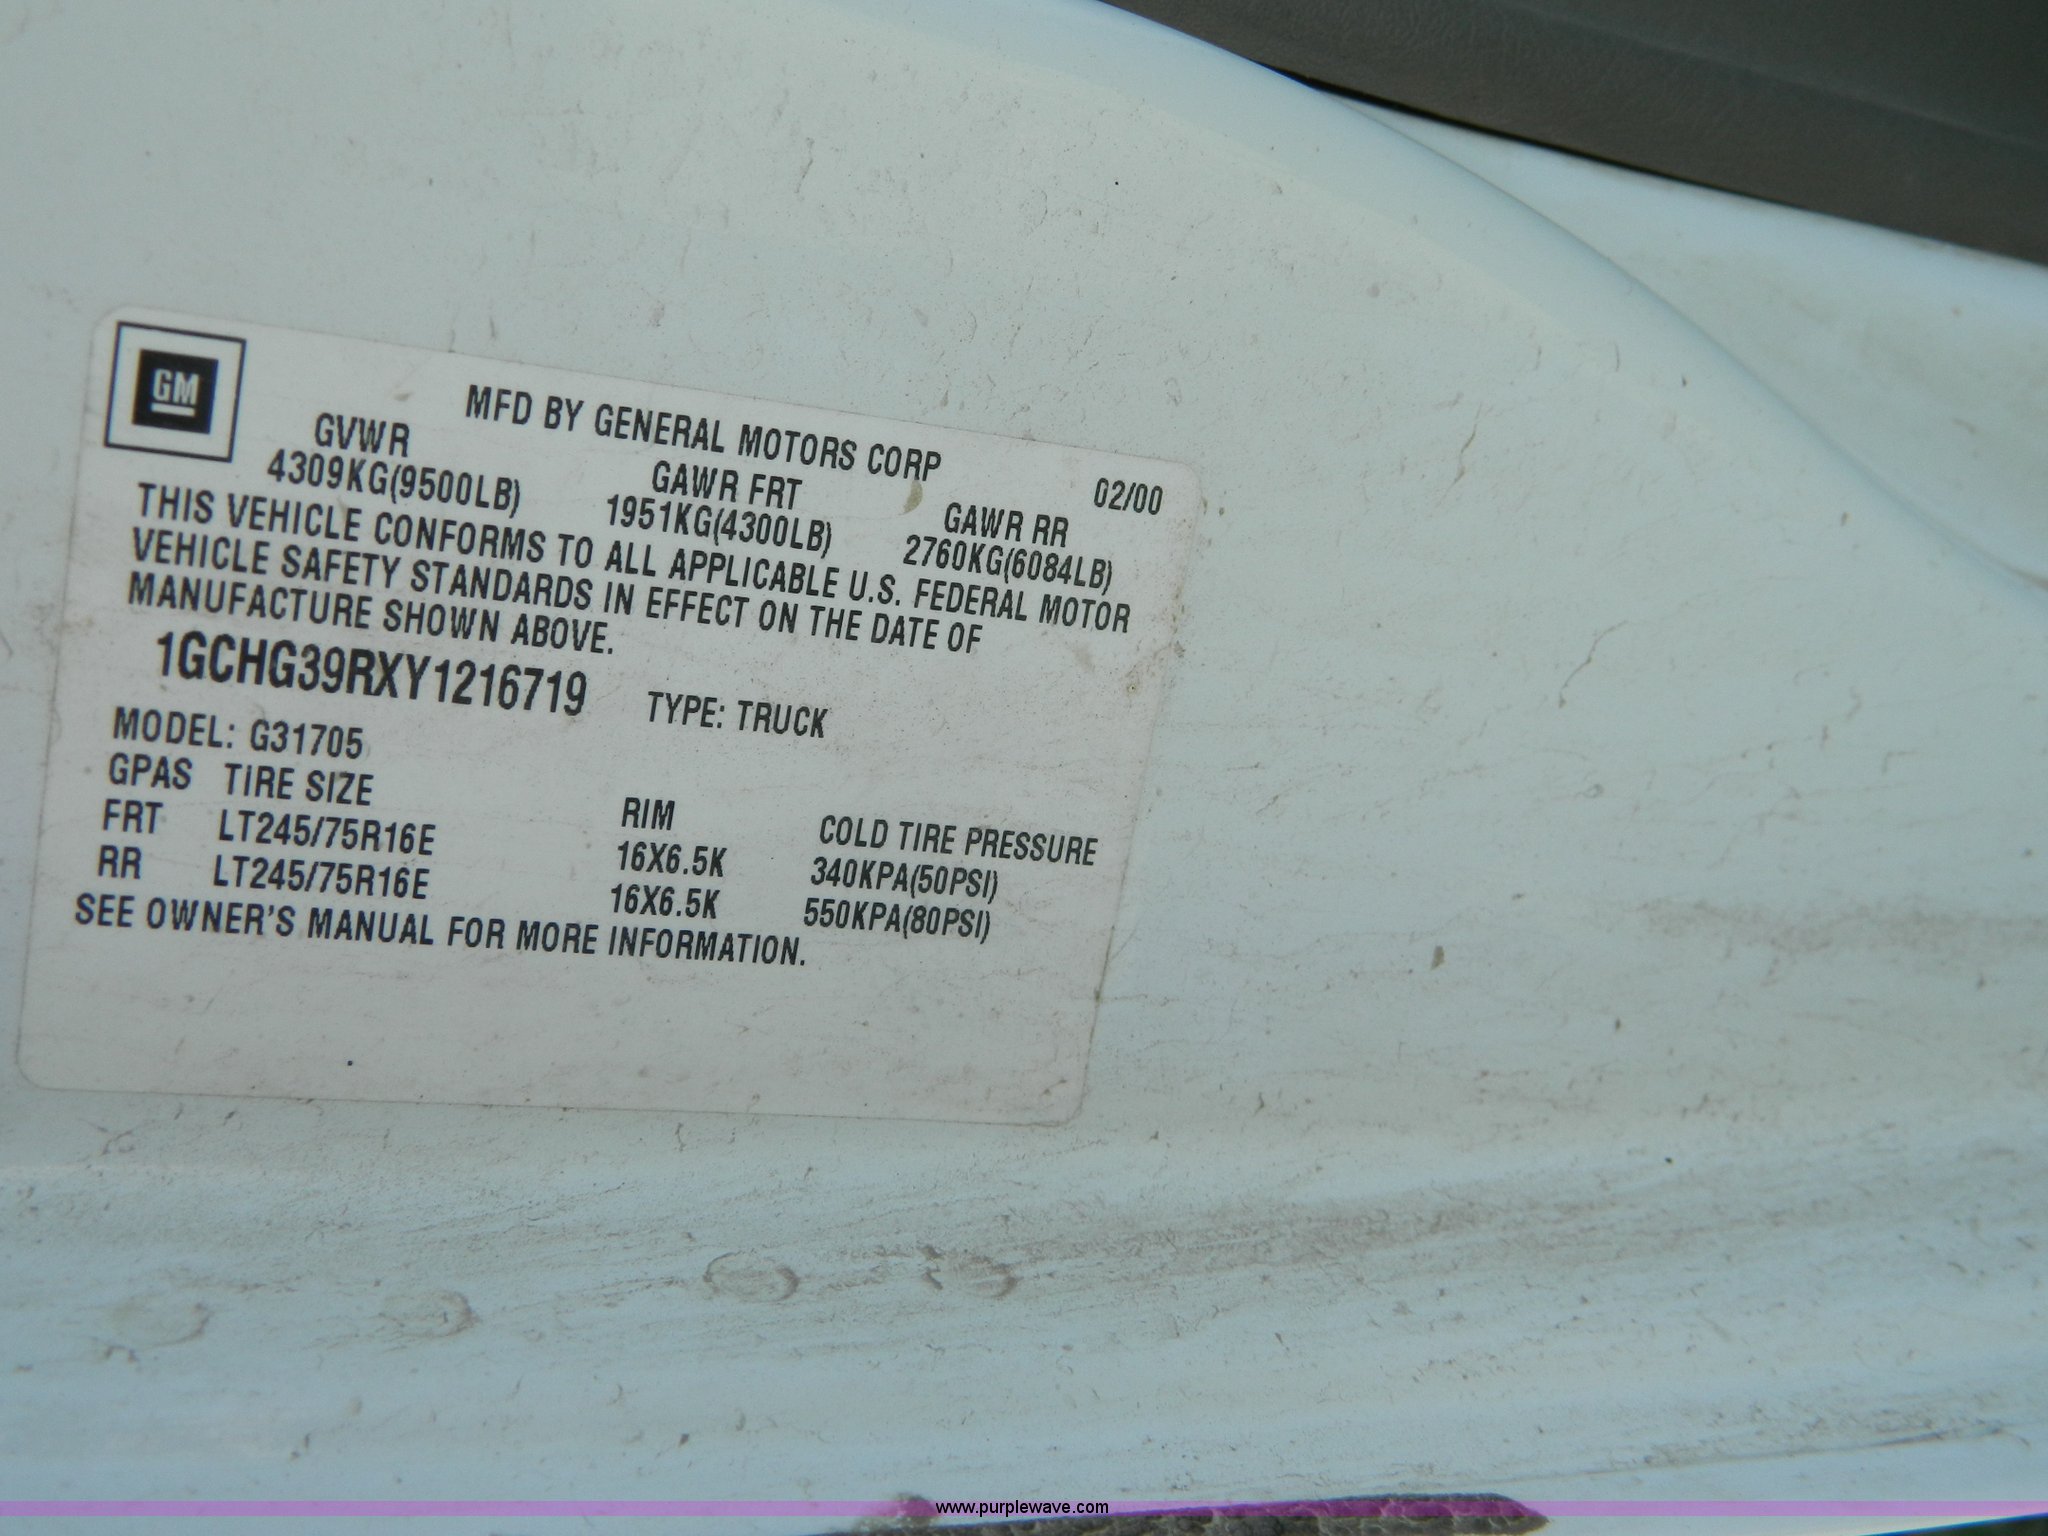 GM
MFD BY GENERAL MOTORS CORP
02/00
GVWR GAWR FRT GAWR RR
4309KG(9500LB) 1951KG(4300LB) 2760KG(6084LB)
THIS VEHICLE CONFORMS TO ALL APPLICABLE U.S. FEDERAL MOTOR
VEHICLE SAFETY STANDARDS IN EFFECT ON THE DATE OF
MANUFACTURE SHOWN ABOVE.
1GCHG39RXY1216719 TYPE: TRUCK
MODEL: G31705
GPAS TIRE SIZE RIM COLD TIRE PRESSURE
FRT LT245/75R16E 16X6.5K 340KPA(50PSI)
RR LT245/75R16E 16X6.5K 550KPA(80PSI)
SEE OWNER'S MANUAL FOR MORE INFORMATION.
www.purplewave.com